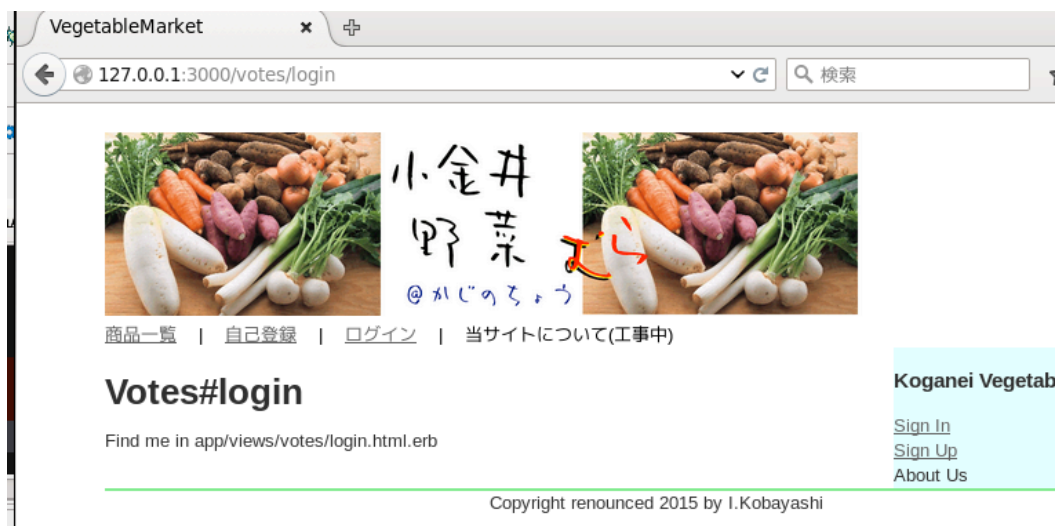 VegetableMarket
127.0.0.1:3000/votes/login
検索
小金井
野菜むら
@かじのちょう
商品一覧 | 自己登録 | ログイン | 当サイトについて(工事中)
Votes#login
Find me in app/views/votes/login.html.erb
Koganei Vegetab
Sign In
Sign Up
About Us
Copyright renounced 2015 by I.Kobayashi